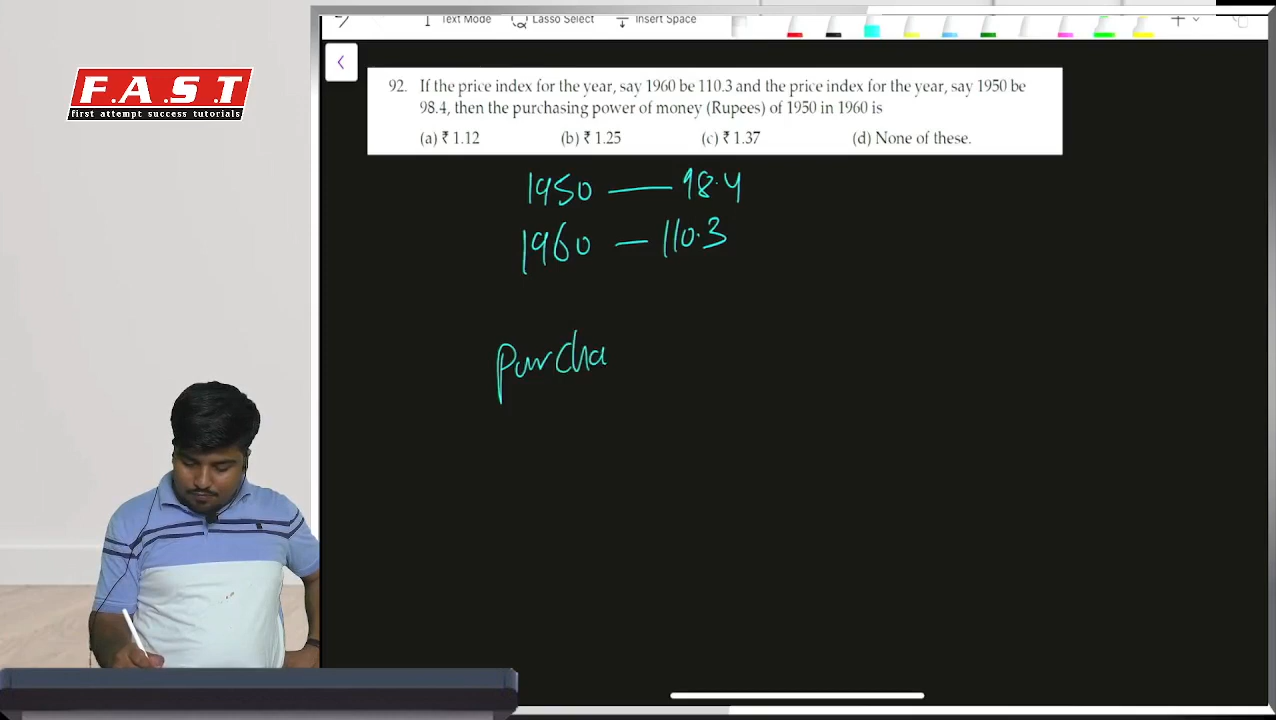 Text Mode Lasso Select Insert Space
F.A.S.T
first attempt success tutorials
92. If the price index for the year, say 1960 be 110.3 and the price index for the year, say 1950 be
98.4, then the purchasing power of money (Rupees) of 1950 in 1960 is
(a) ₹ 1.12 (b) ₹ 1.25 (c) ₹ 1.37 (d) None of these.
1950 — 98.4
1960 — 110.3
Purcha